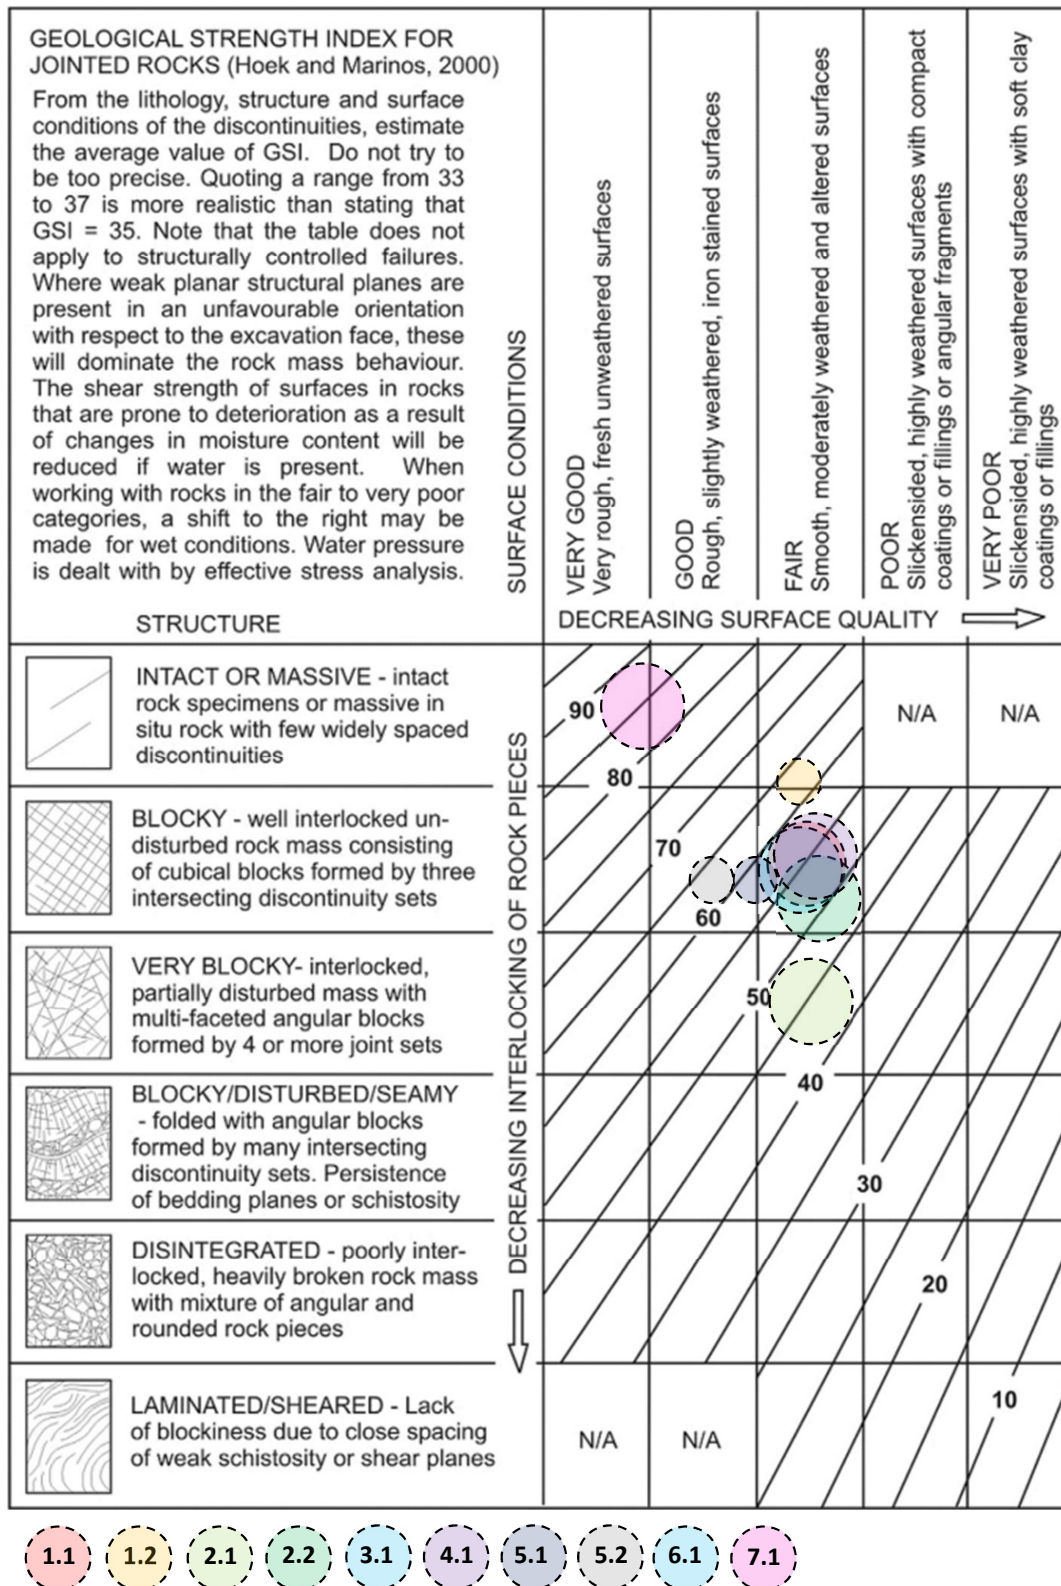 GEOLOGICAL STRENGTH INDEX FOR
JOINTED ROCKS (Hoek and Marinos, 2000)
From the lithology, structure and surface
conditions of the discontinuities, estimate
the average value of GSI. Do not try to
be too precise. Quoting a range from 33
to 37 is more realistic than stating that
GSI = 35. Note that the table does not
apply to structurally controlled failures.
Where weak planar structural planes are
present in an unfavourable orientation
with respect to the excavation face, these
will dominate the rock mass behaviour.
The shear strength of surfaces in rocks
that are prone to deterioration as a result
of changes in moisture content will be
reduced if water is present. When
working with rocks in the fair to very poor
categories, a shift to the right may be
made for wet conditions. Water pressure
is dealt with by effective stress analysis.
STRUCTURE
SURFACE CONDITIONS
VERY GOOD
Very rough, fresh unweathered surfaces
GOOD
Rough, slightly weathered, iron stained surfaces
FAIR
Smooth, moderately weathered and altered surfaces
POOR
Slickensided, highly weathered surfaces with compact
coatings or fillings or angular fragments
VERY POOR
Slickensided, highly weathered surfaces with soft clay
coatings or fillings
DECREASING SURFACE QUALITY
DECREASING INTERLOCKING OF ROCK PIECES
INTACT OR MASSIVE - intact
rock specimens or massive in
situ rock with few widely spaced
discontinuities
90
N/A
N/A
80
BLOCKY - well interlocked un-
disturbed rock mass consisting
of cubical blocks formed by three
intersecting discontinuity sets
70
60
VERY BLOCKY- interlocked,
partially disturbed mass with
multi-faceted angular blocks
formed by 4 or more joint sets
50
BLOCKY/DISTURBED/SEAMY
- folded with angular blocks
formed by many intersecting
discontinuity sets. Persistence
of bedding planes or schistosity
40
30
DISINTEGRATED - poorly inter-
locked, heavily broken rock mass
with mixture of angular and
rounded rock pieces
20
LAMINATED/SHEARED - Lack
of blockiness due to close spacing
of weak schistosity or shear planes
N/A
N/A
10
1.1 1.2 2.1 2.2 3.1 4.1 5.1 5.2 6.1 7.1